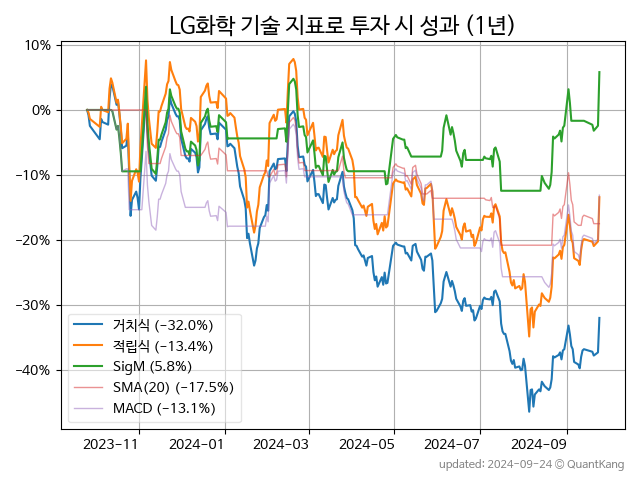 LG화학 기술 지표로 투자 시 성과 (1년)
10%
0%
−10%
−20%
−30%
−40%
거치식 (−32.0%)
적립식 (−13.4%)
SigM (5.8%)
SMA(20) (−17.5%)
MACD (−13.1%)
2023-11 2024-01 2024-03 2024-05 2024-07 2024-09
updated: 2024-09-24 © QuantKang